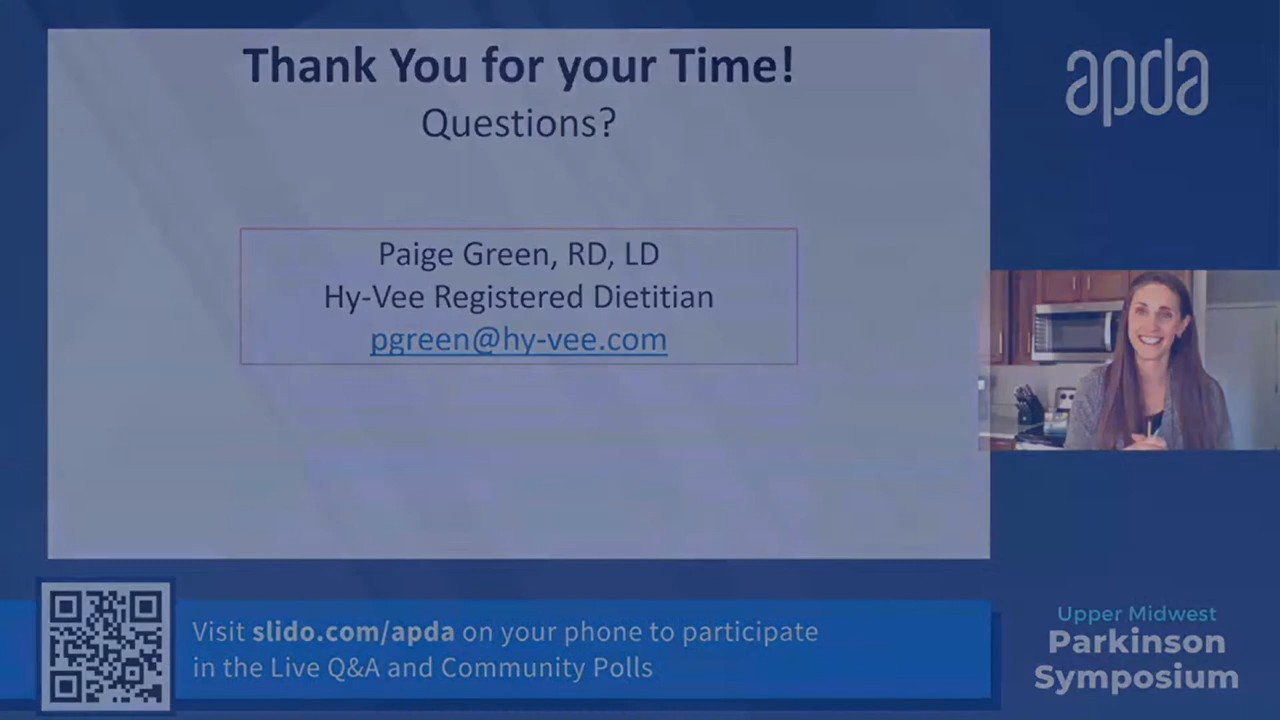 Thank You for your Time!
Questions?
Paige Green, RD, LD
Hy-Vee Registered Dietitian
pgreen@hy-vee.com
apda
Visit slido.com/apda on your phone to participate
in the Live Q&A and Community Polls
Upper Midwest
Parkinson
Symposium